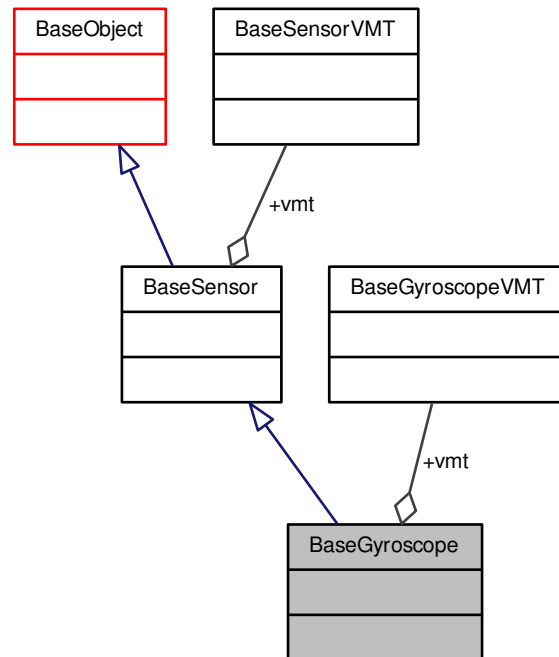 BaseObject
BaseSensorVMT
+vmt
BaseSensor
BaseGyroscopeVMT
+vmt
BaseGyroscope